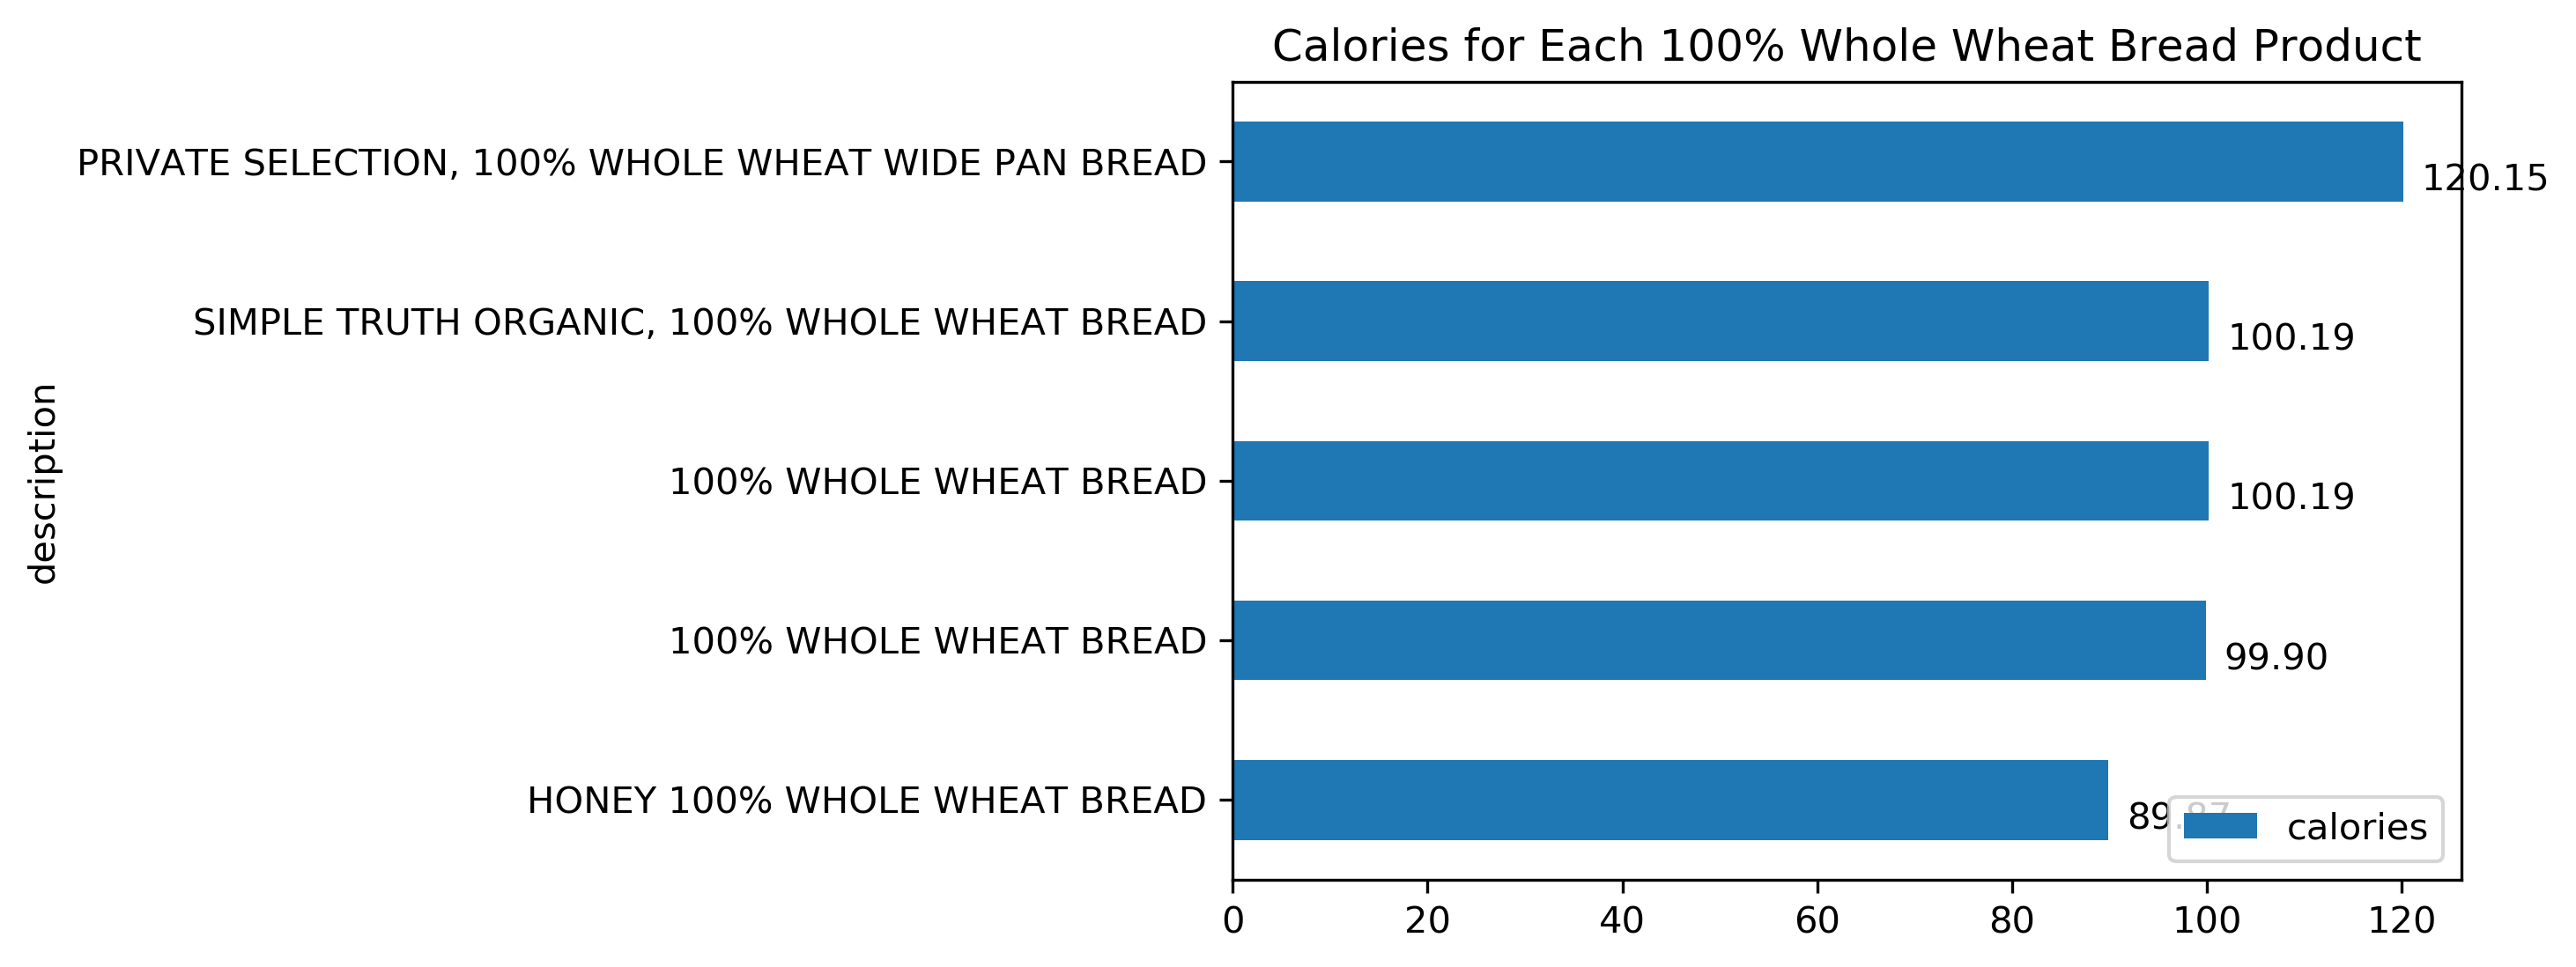 Calories for Each 100% Whole Wheat Bread Product
description
PRIVATE SELECTION, 100% WHOLE WHEAT WIDE PAN BREAD
120.15
SIMPLE TRUTH ORGANIC, 100% WHOLE WHEAT BREAD
100.19
100% WHOLE WHEAT BREAD
100.19
100% WHOLE WHEAT BREAD
99.90
HONEY 100% WHOLE WHEAT BREAD
89.87
calories
0 20 40 60 80 100 120